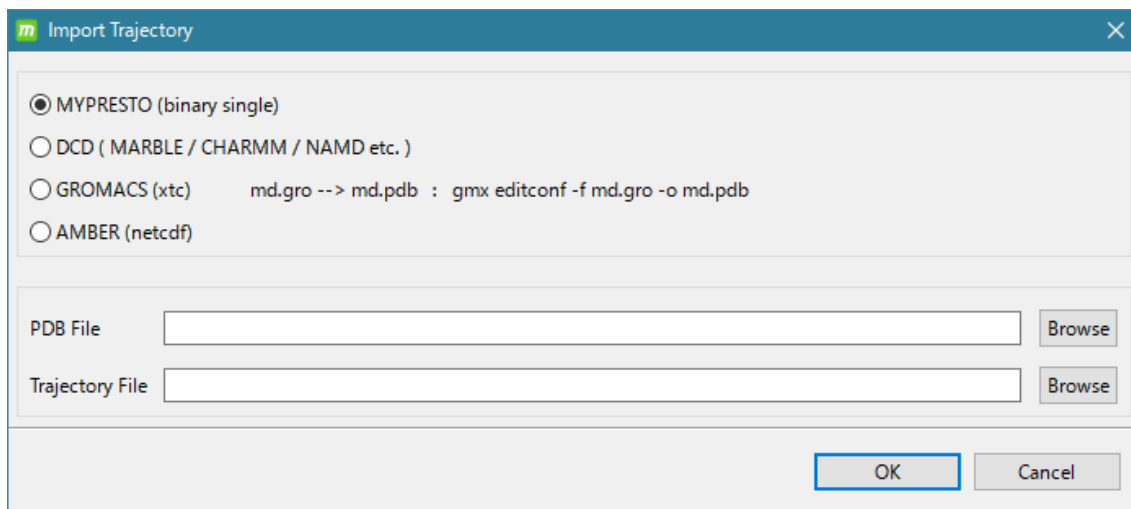 m Import Trajectory
MYPRESTO (binary single)
DCD ( MARBLE / CHARMM / NAMD etc. )
GROMACS (xtc) md.gro --> md.pdb : gmx editconf -f md.gro -o md.pdb
AMBER (netcdf)
PDB File Browse
Trajectory File Browse
OK Cancel